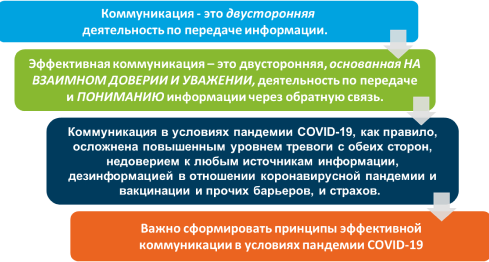 Коммуникация - это двусторонняя
деятельность по передаче информации.
Эффективная коммуникация – это двусторонняя, основанная НА
ВЗАИМНОМ ДОВЕРИИ И УВАЖЕНИИ, деятельность по передаче
и ПОНИМАНИЮ информации через обратную связь.
Коммуникация в условиях пандемии COVID-19, как правило,
осложнена повышенным уровнем тревоги с обеих сторон,
недоверием к любым источникам информации,
дезинформацией в отношении коронавирусной пандемии и
вакцинации и прочих барьеров, и страхов.
Важно сформировать принципы эффективной
коммуникации в условиях пандемии COVID-19